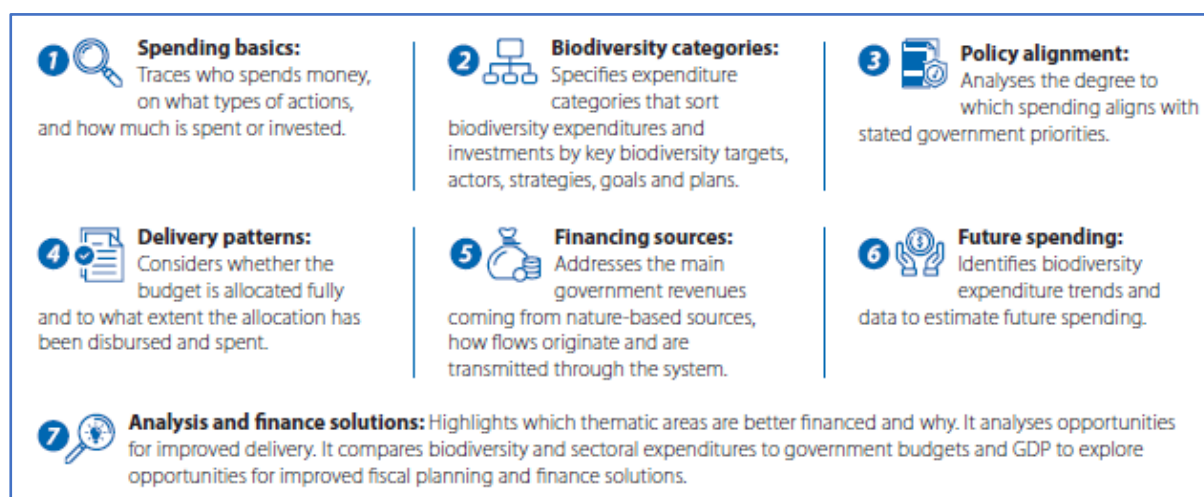 1 Spending basics:
Traces who spends money,
on what types of actions,
and how much is spent or invested.
2 Biodiversity categories:
Specifies expenditure
categories that sort
biodiversity expenditures and
investments by key biodiversity targets,
actors, strategies, goals and plans.
3 Policy alignment:
Analyses the degree to
which spending aligns with
stated government priorities.
4 Delivery patterns:
Considers whether the
budget is allocated fully
and to what extent the allocation has
been disbursed and spent.
5 Financing sources:
Addresses the main
government revenues
coming from nature-based sources,
how flows originate and are
transmitted through the system.
6 Future spending:
Identifies biodiversity
expenditure trends and
data to estimate future spending.
7 Analysis and finance solutions: Highlights which thematic areas are better financed and why. It analyses opportunities
for improved delivery. It compares biodiversity and sectoral expenditures to government budgets and GDP to explore
opportunities for improved fiscal planning and finance solutions.